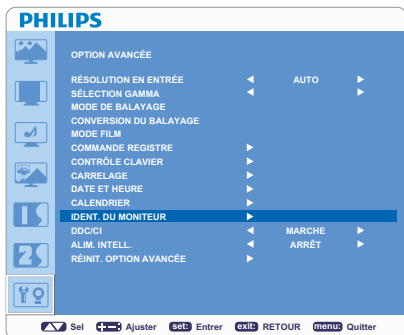 PHILIPS
OPTION AVANCÉE
RÉSOLUTION EN ENTRÉE AUTO
SÉLECTION GAMMA
MODE DE BALAYAGE
CONVERSION DU BALAYAGE
MODE FILM
COMMANDE REGISTRE
CONTRÔLE CLAVIER
CARRELAGE
DATE ET HEURE
CALENDRIER
IDENT. DU MONITEUR
DDC/CI MARCHE
ALIM. INTELL. ARRÊT
RÉINIT. OPTION AVANCÉE
Sel Ajuster set: Entrer exit: RETOUR menu: Quitter